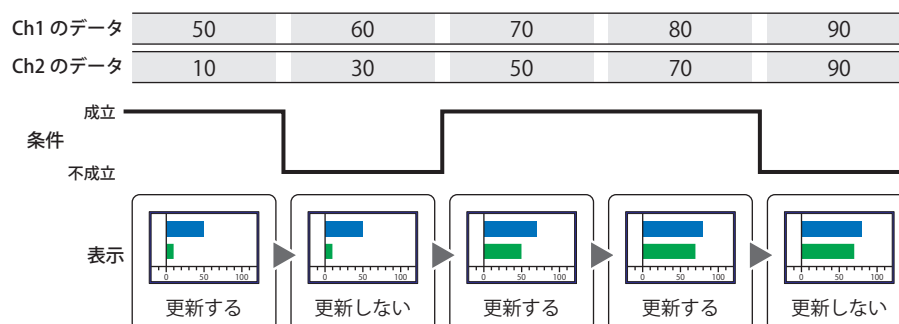 Ch1 のデータ 50 60 70 80 90
Ch2 のデータ 10 30 50 70 90
成立
条件
不成立
表示
0 50 100 0 50 100 0 50 100 0 50 100 0 50 100
更新する 更新しない 更新する 更新する 更新しない